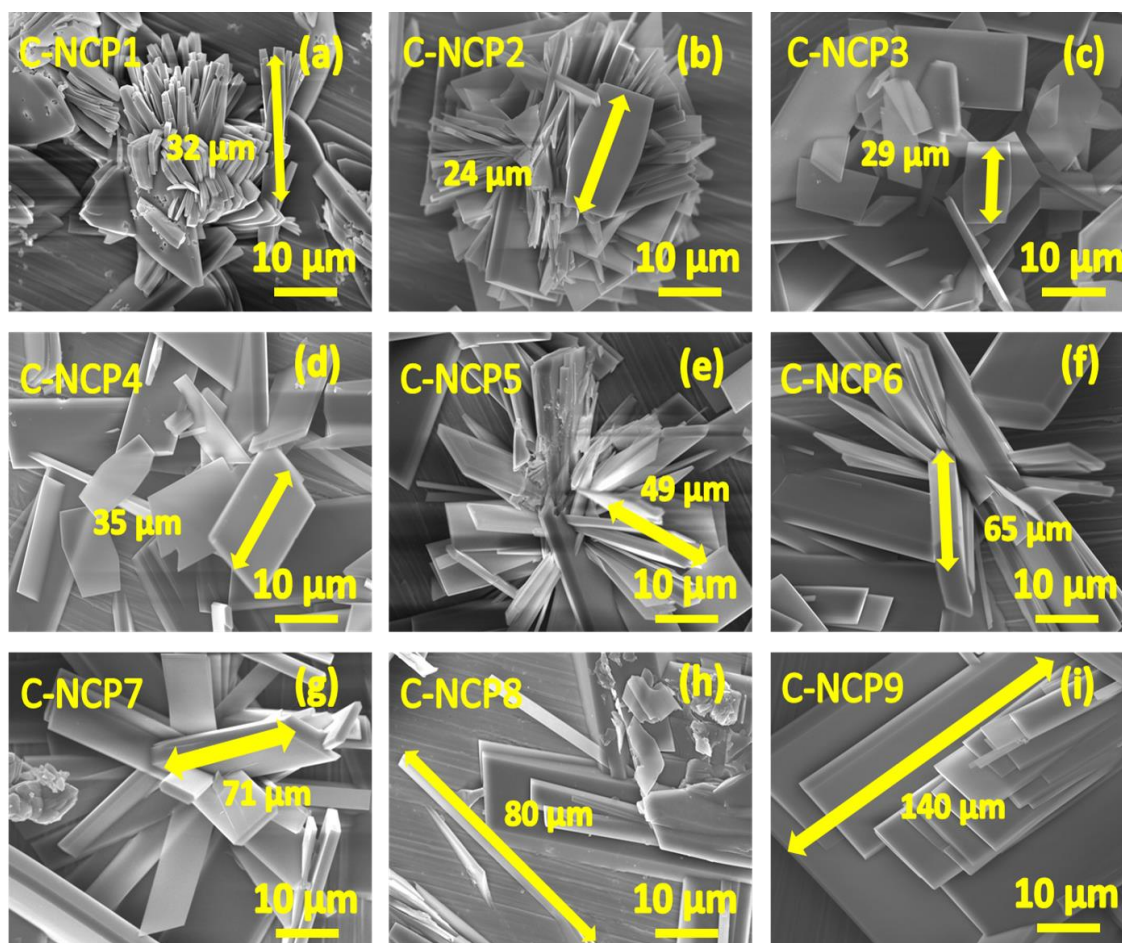 C-NCP1 (a)
32 µm
10 µm
C-NCP2 (b)
24 µm
10 µm
C-NCP3 (c)
29 µm
10 µm
C-NCP4 (d)
35 µm
10 µm
C-NCP5 (e)
49 µm
10 µm
C-NCP6 (f)
65 µm
10 µm
C-NCP7 (g)
71 µm
10 µm
C-NCP8 (h)
80 µm
10 µm
C-NCP9 (i)
140 µm
10 µm